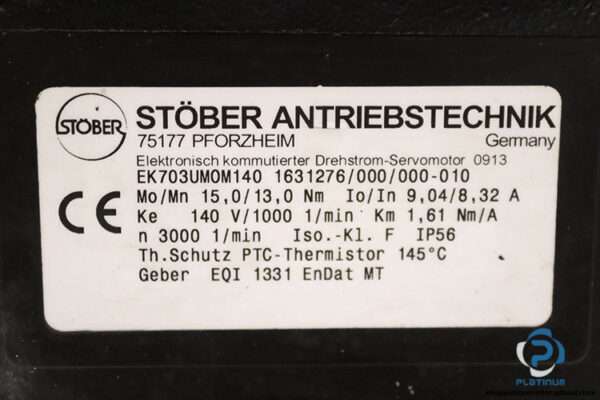 STÖBER
STÖBER ANTRIEBSTECHNIK
75177 PFORZHEIM Germany
Elektronisch kommutierter Drehstrom-Servomotor 0913
EK703UMOM140 1631276/000/000-010
Mo/Mn 15,0/13,0 Nm Io/In 9,04/8,32 A
Ke 140 V/1000 1/min Km 1,61 Nm/A
n 3000 1/min Iso.-Kl. F IP56
Th.Schutz PTC-Thermistor 145°C
Geber EQI 1331 EnDat MT
CE
PLATINUM